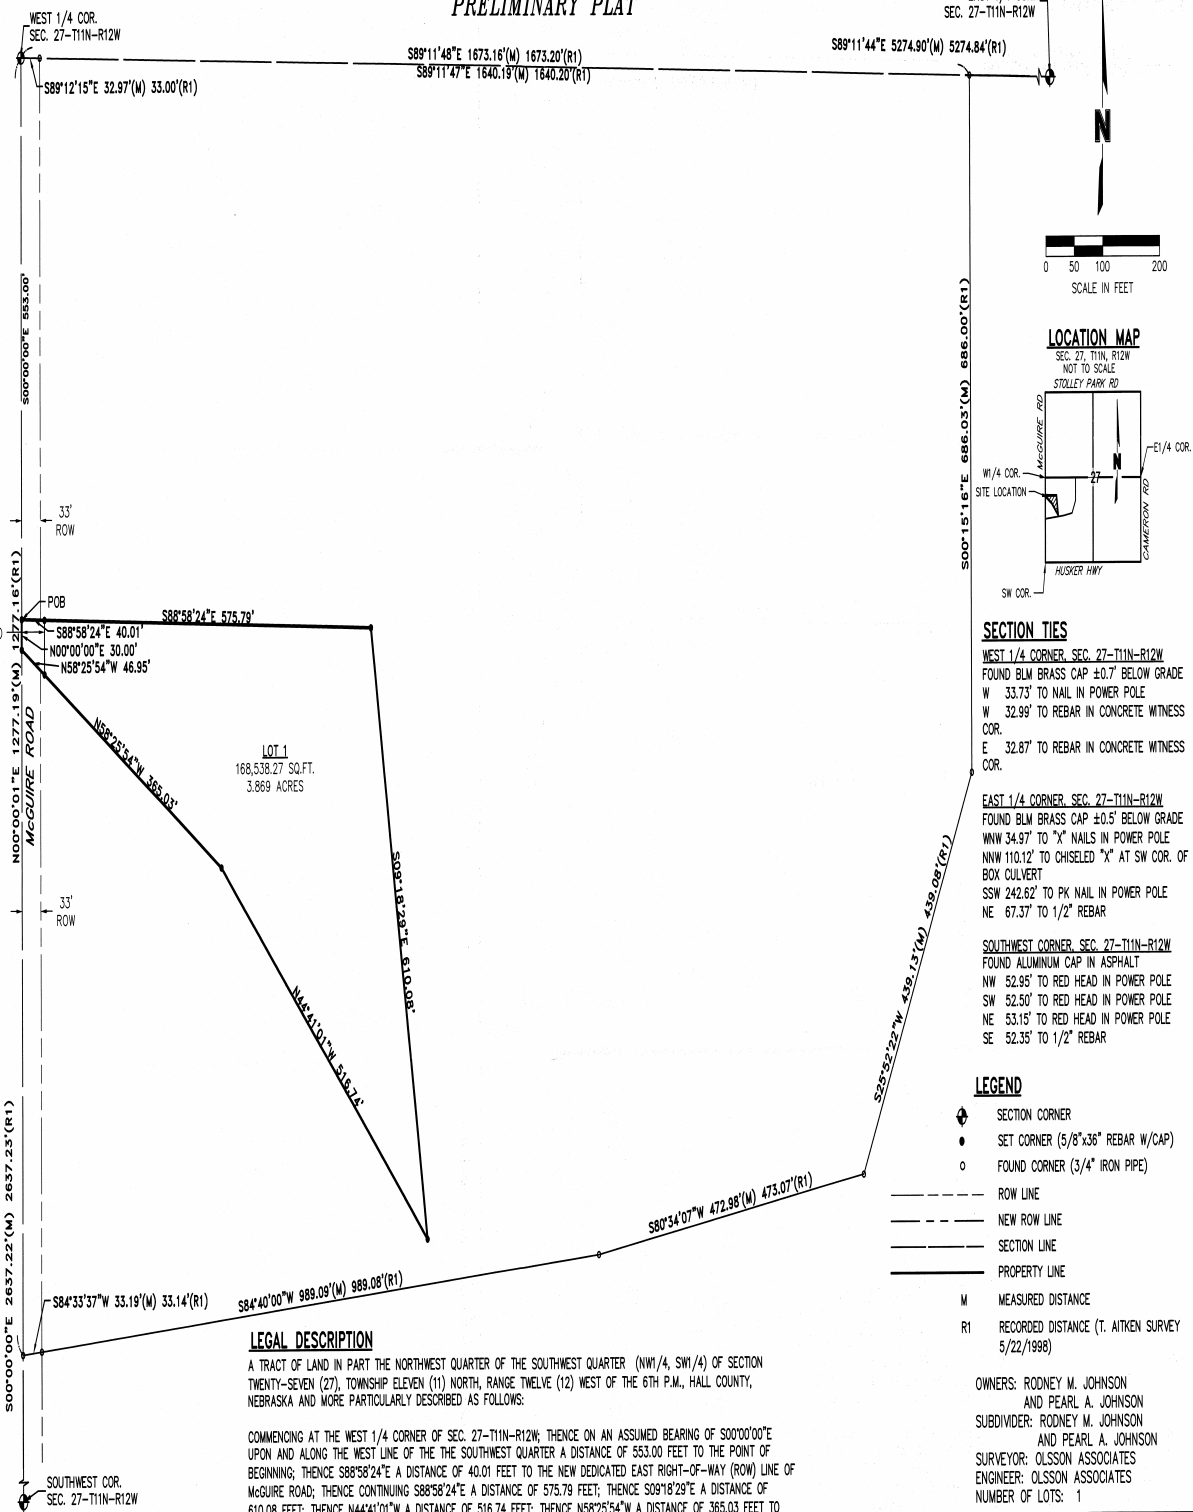 PRELIMINARY PLAT
WEST 1/4 COR.
SEC. 27-T11N-R12W
SEC. 27-T11N-R12W
S89°11'48"E 1673.16'(M) 1673.20'(R1)
S89°11'47"E 1640.19'(M) 1640.20'(R1)
S89°11'44"E 5274.90'(M) 5274.84'(R1)
S89°12'15"E 32.97'(M) 33.00'(R1)
N
0 50 100 200
SCALE IN FEET
S00°00'00"E 553.00'
S00°15'16"E 686.03'(M) 686.00'(R1)
LOCATION MAP
SEC. 27, T11N, R12W
NOT TO SCALE
STOLLEY PARK RD
McGUIRE RD
N
E1/4 COR.
W1/4 COR.
27
SITE LOCATION
CAMERON RD
HUSKER HWY
SW COR.
33'
ROW
POB
S88°58'24"E 575.79'
S88°58'24"E 40.01'
N00°00'00"E 30.00'
N58°25'54"W 46.95'
N00°00'01"E 1277.19'(M) 1277.16'(R1)
McGUIRE ROAD
N58°25'54"W 365.03'
LOT 1
168,538.27 SQ.FT.
3.869 ACRES
33'
ROW
S09°18'29"E 610.08'
N44°41'01"W 516.74'
S25°52'22"W 439.13'(M) 439.08'(R1)
S80°34'07"W 472.98'(M) 473.07'(R1)
S84°40'00"W 989.09'(M) 989.08'(R1)
S84°33'37"W 33.19'(M) 33.14'(R1)
S00°00'00"E 2637.22'(M) 2637.23'(R1)
SOUTHWEST COR.
SEC. 27-T11N-R12W
SECTION TIES
WEST 1/4 CORNER, SEC. 27-T11N-R12W
FOUND BLM BRASS CAP ±0.7' BELOW GRADE
W 33.73' TO NAIL IN POWER POLE
W 32.99' TO REBAR IN CONCRETE WITNESS
COR.
E 32.87' TO REBAR IN CONCRETE WITNESS
COR.
EAST 1/4 CORNER, SEC. 27-T11N-R12W
FOUND BLM BRASS CAP ±0.5' BELOW GRADE
WNW 34.97' TO "X" NAILS IN POWER POLE
NNW 110.12' TO CHISELED "X" AT SW COR. OF
BOX CULVERT
SSW 242.62' TO PK NAIL IN POWER POLE
NE 67.37' TO 1/2" REBAR
SOUTHWEST CORNER, SEC. 27-T11N-R12W
FOUND ALUMINUM CAP IN ASPHALT
NW 52.95' TO RED HEAD IN POWER POLE
SW 52.50' TO RED HEAD IN POWER POLE
NE 53.15' TO RED HEAD IN POWER POLE
SE 52.35' TO 1/2" REBAR
LEGEND
SECTION CORNER
SET CORNER (5/8"x36" REBAR W/CAP)
FOUND CORNER (3/4" IRON PIPE)
ROW LINE
NEW ROW LINE
SECTION LINE
PROPERTY LINE
M MEASURED DISTANCE
R1 RECORDED DISTANCE (T. AITKEN SURVEY
5/22/1998)
OWNERS: RODNEY M. JOHNSON
AND PEARL A. JOHNSON
SUBDIVIDER: RODNEY M. JOHNSON
AND PEARL A. JOHNSON
SURVEYOR: OLSSON ASSOCIATES
ENGINEER: OLSSON ASSOCIATES
NUMBER OF LOTS: 1
LEGAL DESCRIPTION
A TRACT OF LAND IN PART THE NORTHWEST QUARTER OF THE SOUTHWEST QUARTER (NW1/4, SW1/4) OF SECTION
TWENTY-SEVEN (27), TOWNSHIP ELEVEN (11) NORTH, RANGE TWELVE (12) WEST OF THE 6TH P.M., HALL COUNTY,
NEBRASKA AND MORE PARTICULARLY DESCRIBED AS FOLLOWS:
COMMENCING AT THE WEST 1/4 CORNER OF SEC. 27-T11N-R12W; THENCE ON AN ASSUMED BEARING OF S00°00'00"E
UPON AND ALONG THE WEST LINE OF THE THE SOUTHWEST QUARTER A DISTANCE OF 553.00 FEET TO THE POINT OF
BEGINNING; THENCE S88°58'24"E A DISTANCE OF 40.01 FEET TO THE NEW DEDICATED EAST RIGHT-OF-WAY (ROW) LINE OF
McGUIRE ROAD; THENCE CONTINUING S88°58'24"E A DISTANCE OF 575.79 FEET; THENCE S09°18'29"E A DISTANCE OF
610.08 FEET; THENCE N44°41'01"W A DISTANCE OF 516.74 FEET; THENCE N58°25'54"W A DISTANCE OF 365.03 FEET TO